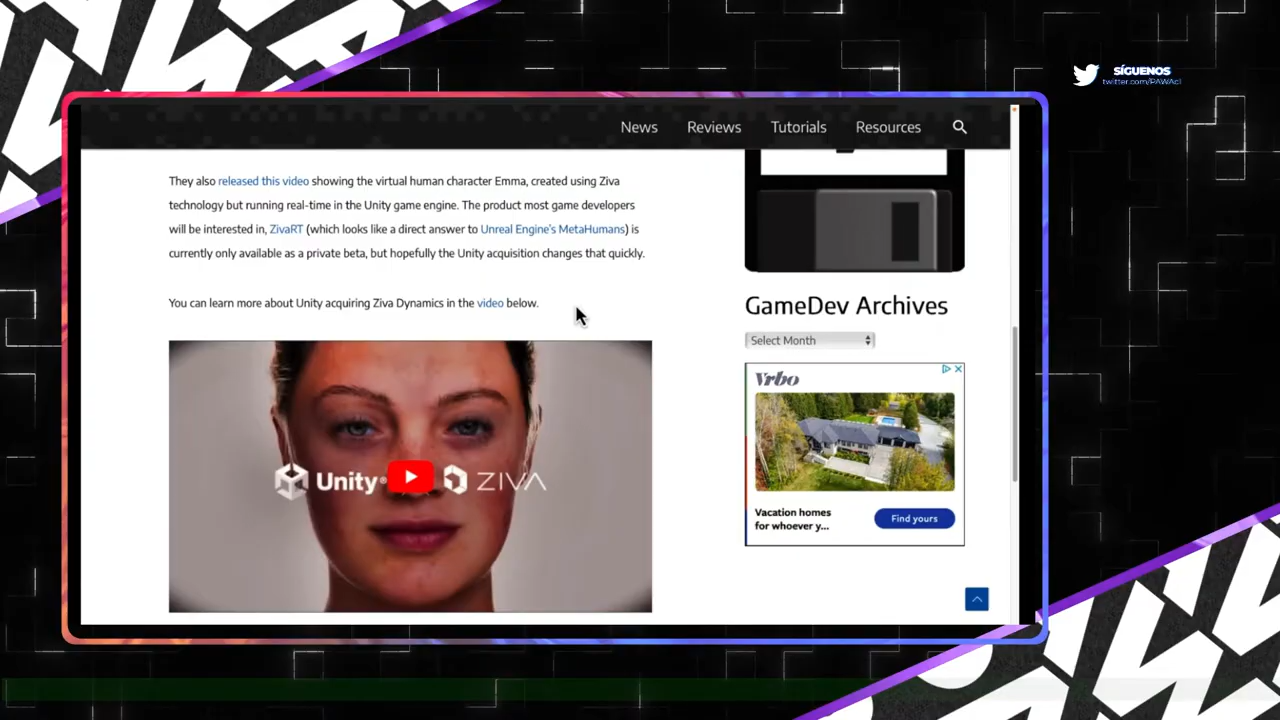 SÍGUENOS
twitter.com/PAWAcl
News Reviews Tutorials Resources
They also released this video showing the virtual human character Emma, created using Ziva
technology but running real-time in the Unity game engine. The product most game developers
will be interested in, ZivaRT (which looks like a direct answer to Unreal Engine's MetaHumans) is
currently only available as a private beta, but hopefully the Unity acquisition changes that quickly.
You can learn more about Unity acquiring Ziva Dynamics in the video below.
Unity® ZIVA
GameDev Archives
Select Month
Vrbo
Vacation homes
for whoever y...
Find yours